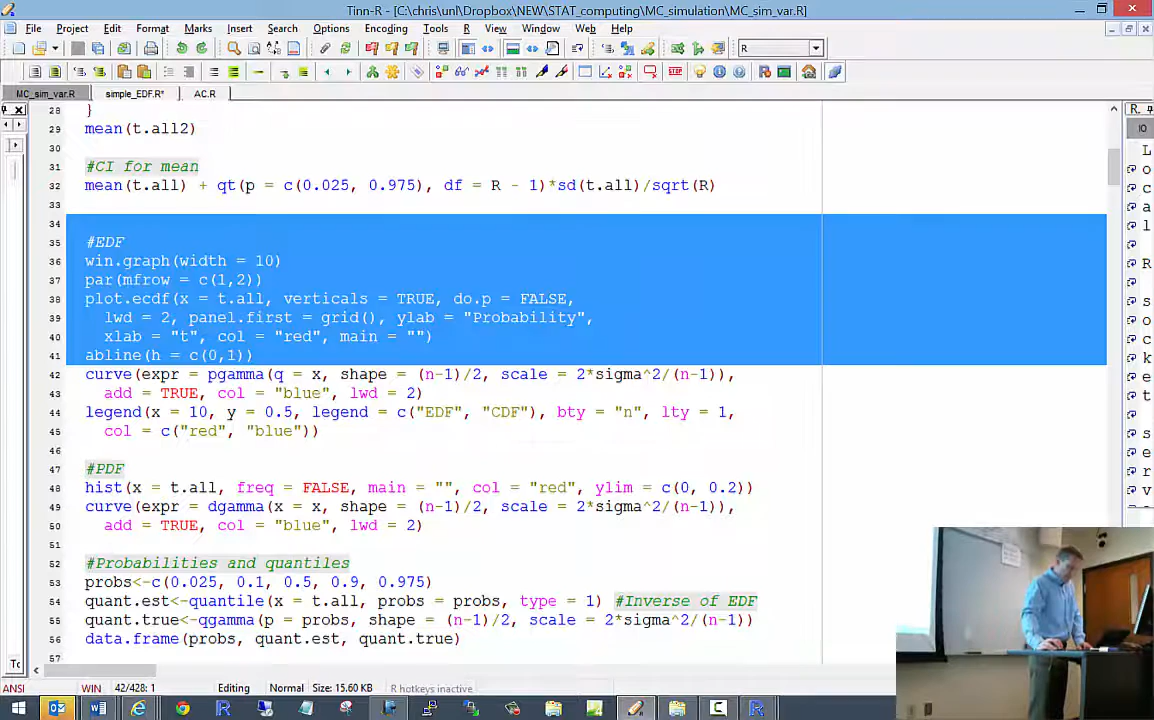 Tinn-R - [C:\chris\unl\Dropbox\NEW\STAT_computing\MC_simulation\MC_sim_var.R]
File Project Edit Format Marks Insert Search Options Encoding Tools R View Window Web Help
R
MC_sim_var.R simple_EDF.R* AC.R
28 }
29 mean(t.all2)
30
31 #CI for mean
32 mean(t.all) + qt(p = c(0.025, 0.975), df = R - 1)*sd(t.all)/sqrt(R)
33
34
35 #EDF
36 win.graph(width = 10)
37 par(mfrow = c(1,2))
38 plot.ecdf(x = t.all, verticals = TRUE, do.p = FALSE,
39 lwd = 2, panel.first = grid(), ylab = "Probability",
40 xlab = "t", col = "red", main = "")
41 abline(h = c(0,1))
42 curve(expr = pgamma(q = x, shape = (n-1)/2, scale = 2*sigma^2/(n-1)),
43 add = TRUE, col = "blue", lwd = 2)
44 legend(x = 10, y = 0.5, legend = c("EDF", "CDF"), bty = "n", lty = 1,
45 col = c("red", "blue"))
46
47 #PDF
48 hist(x = t.all, freq = FALSE, main = "", col = "red", ylim = c(0, 0.2))
49 curve(expr = dgamma(x = x, shape = (n-1)/2, scale = 2*sigma^2/(n-1)),
50 add = TRUE, col = "blue", lwd = 2)
51
52 #Probabilities and quantiles
53 probs<-c(0.025, 0.1, 0.5, 0.9, 0.975)
54 quant.est<-quantile(x = t.all, probs = probs, type = 1) #Inverse of EDF
55 quant.true<-qgamma(p = probs, shape = (n-1)/2, scale = 2*sigma^2/(n-1))
56 data.frame(probs, quant.est, quant.true)
57
R.
IO
L
o
c
a
l
R
s
o
c
k
e
t
s
e
r
v
ANSI WIN 42/428: 1 Editing Normal Size: 15.60 KB R hotkeys inactive